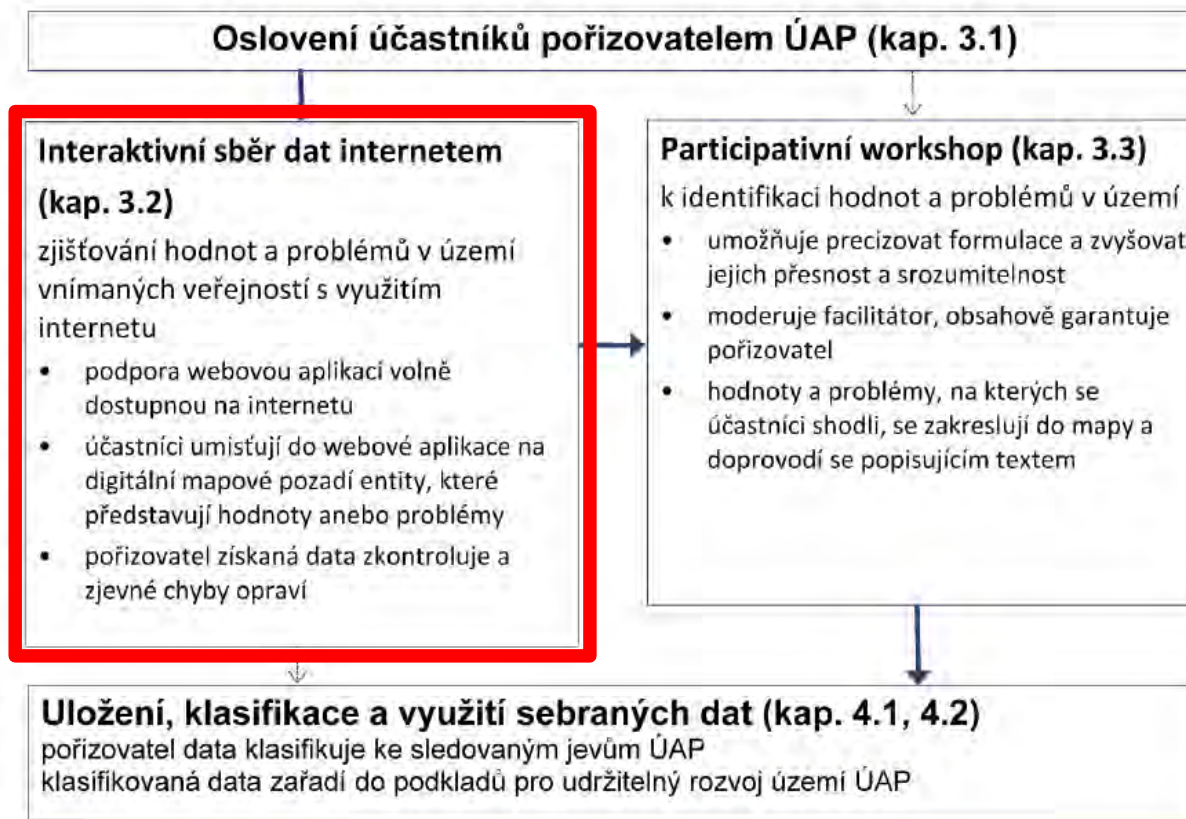 Oslovení účastníků pořizovatelem ÚAP (kap. 3.1)
Interaktivní sběr dat internetem
(kap. 3.2)
zjišťování hodnot a problémů v území
vnímaných veřejností s využitím
internetu
• podpora webovou aplikací volně
dostupnou na internetu
• účastníci umisťují do webové aplikace na
digitální mapové pozadí entity, které
představují hodnoty anebo problémy
• pořizovatel získaná data zkontroluje a
zjevné chyby opraví
Participativní workshop (kap. 3.3)
k identifikaci hodnot a problémů v území
• umožňuje precizovat formulace a zvyšovat
jejich přesnost a srozumitelnost
• moderuje facilitátor, obsahově garantuje
pořizovatel
• hodnoty a problémy, na kterých se
účastníci shodli, se zakreslují do mapy a
doprovodí se popisujícím textem
Uložení, klasifikace a využití sebraných dat (kap. 4.1, 4.2)
pořizovatel data klasifikuje ke sledovaným jevům ÚAP
klasifikovaná data zařadí do podkladů pro udržitelný rozvoj území ÚAP